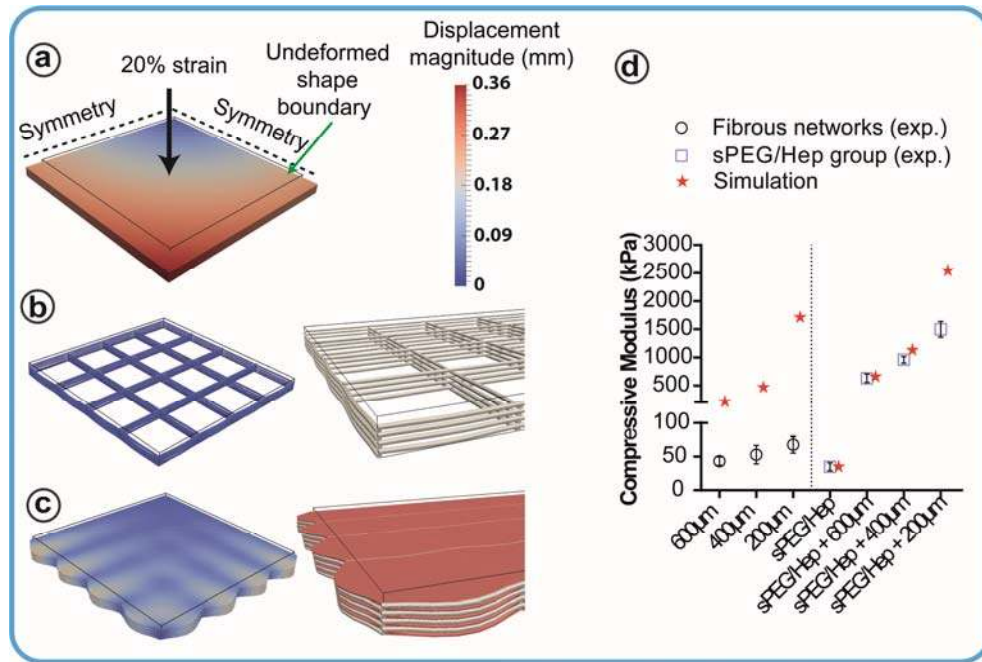 a
20% strain
Symmetry
Symmetry
Undeformed
shape
boundary
Displacement
magnitude (mm)
0.36
0.27
0.18
0.09
0
b
c
d
Fibrous networks (exp.)
sPEG/Hep group (exp.)
Simulation
Compressive Modulus (kPa)
3000
2500
2000
1500
1000
500
100
50
0
600µm
400µm
200µm
sPEG/Hep
sPEG/Hep + 600µm
sPEG/Hep + 400µm
sPEG/Hep + 200µm